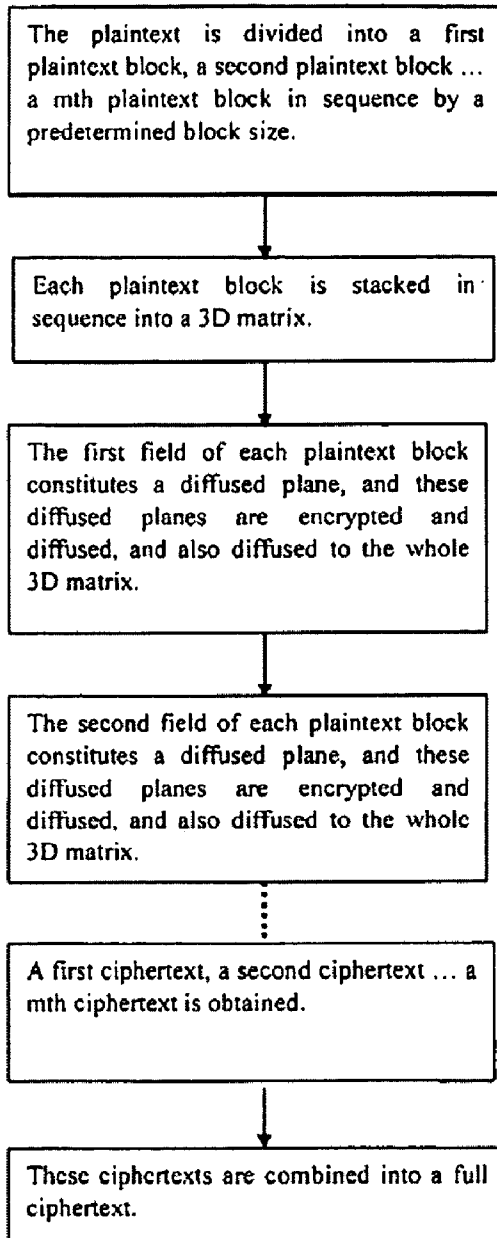 The plaintext is divided into a first
plaintext block, a second plaintext block ...
a mth plaintext block in sequence by a
predetermined block size.
Each plaintext block is stacked in
sequence into a 3D matrix.
The first field of each plaintext block
constitutes a diffused plane, and these
diffused planes are encrypted and
diffused, and also diffused to the whole
3D matrix.
The second field of each plaintext block
constitutes a diffused plane, and these
diffused planes are encrypted and
diffused, and also diffused to the whole
3D matrix.
A first ciphertext, a second ciphertext ... a
mth ciphertext is obtained.
These ciphertexts are combined into a full
ciphertext.